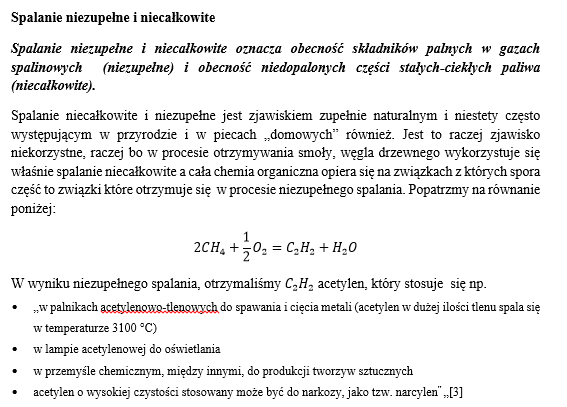 Spalanie niezupełne i niecałkowite
Spalanie niezupełne i niecałkowite oznacza obecność składników palnych w gazach
spalinowych (niezupełne) i obecność niedopalonych części stałych-ciekłych paliwa
(niecałkowite).
Spalanie niecałkowite i niezupełne jest zjawiskiem zupełnie naturalnym i niestety często
występującym w przyrodzie i w piecach „domowych” również. Jest to raczej zjawisko
niekorzystne, raczej bo w procesie otrzymywania smoły, węgla drzewnego wykorzystuje się
właśnie spalanie niecałkowite a cała chemia organiczna opiera się na związkach z których spora
część to związki które otrzymuje się w procesie niezupełnego spalania. Popatrzmy na równanie
poniżej:
2CH₄ + 1/2 O₂ = C₂H₂ + H₂O
W wyniku niezupełnego spalania, otrzymaliśmy C₂H₂ acetylen, który stosuje się np.
• „w palnikach acetylenowo-tlenowych do spawania i cięcia metali (acetylen w dużej ilości tlenu spala się
w temperaturze 3100 °C)
• w lampie acetylenowej do oświetlania
• w przemyśle chemicznym, między innymi, do produkcji tworzyw sztucznych
• acetylen o wysokiej czystości stosowany może być do narkozy, jako tzw. narcylen” „[3]